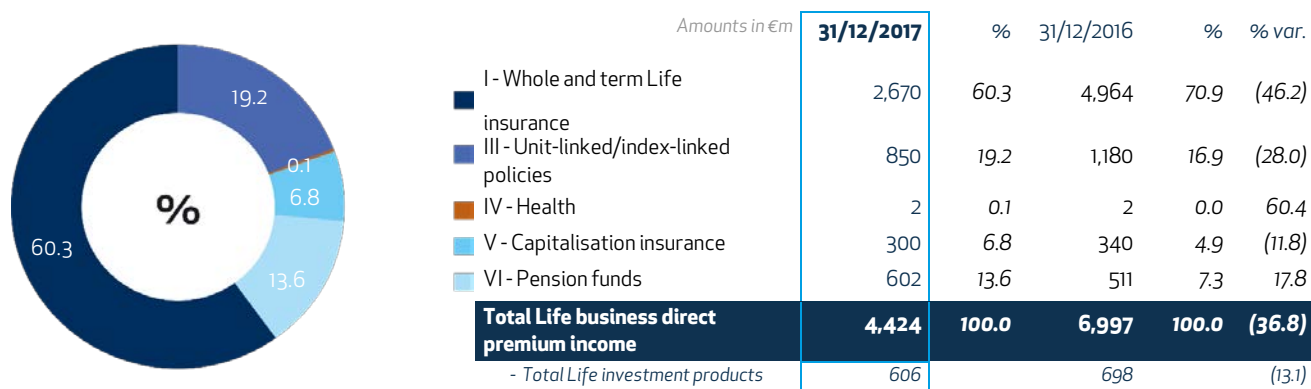 19.2
0.1
6.8
13.6
60.3
%
Amounts in €m 31/12/2017 % 31/12/2016 % % var.
I - Whole and term Life
insurance
2,670 60.3 4,964 70.9 (46.2)
III - Unit-linked/index-linked
policies
850 19.2 1,180 16.9 (28.0)
IV - Health 2 0.1 2 0.0 60.4
V - Capitalisation insurance 300 6.8 340 4.9 (11.8)
VI - Pension funds 602 13.6 511 7.3 17.8
Total Life business direct
premium income
4,424 100.0 6,997 100.0 (36.8)
- Total Life investment products 606 698 (13.1)